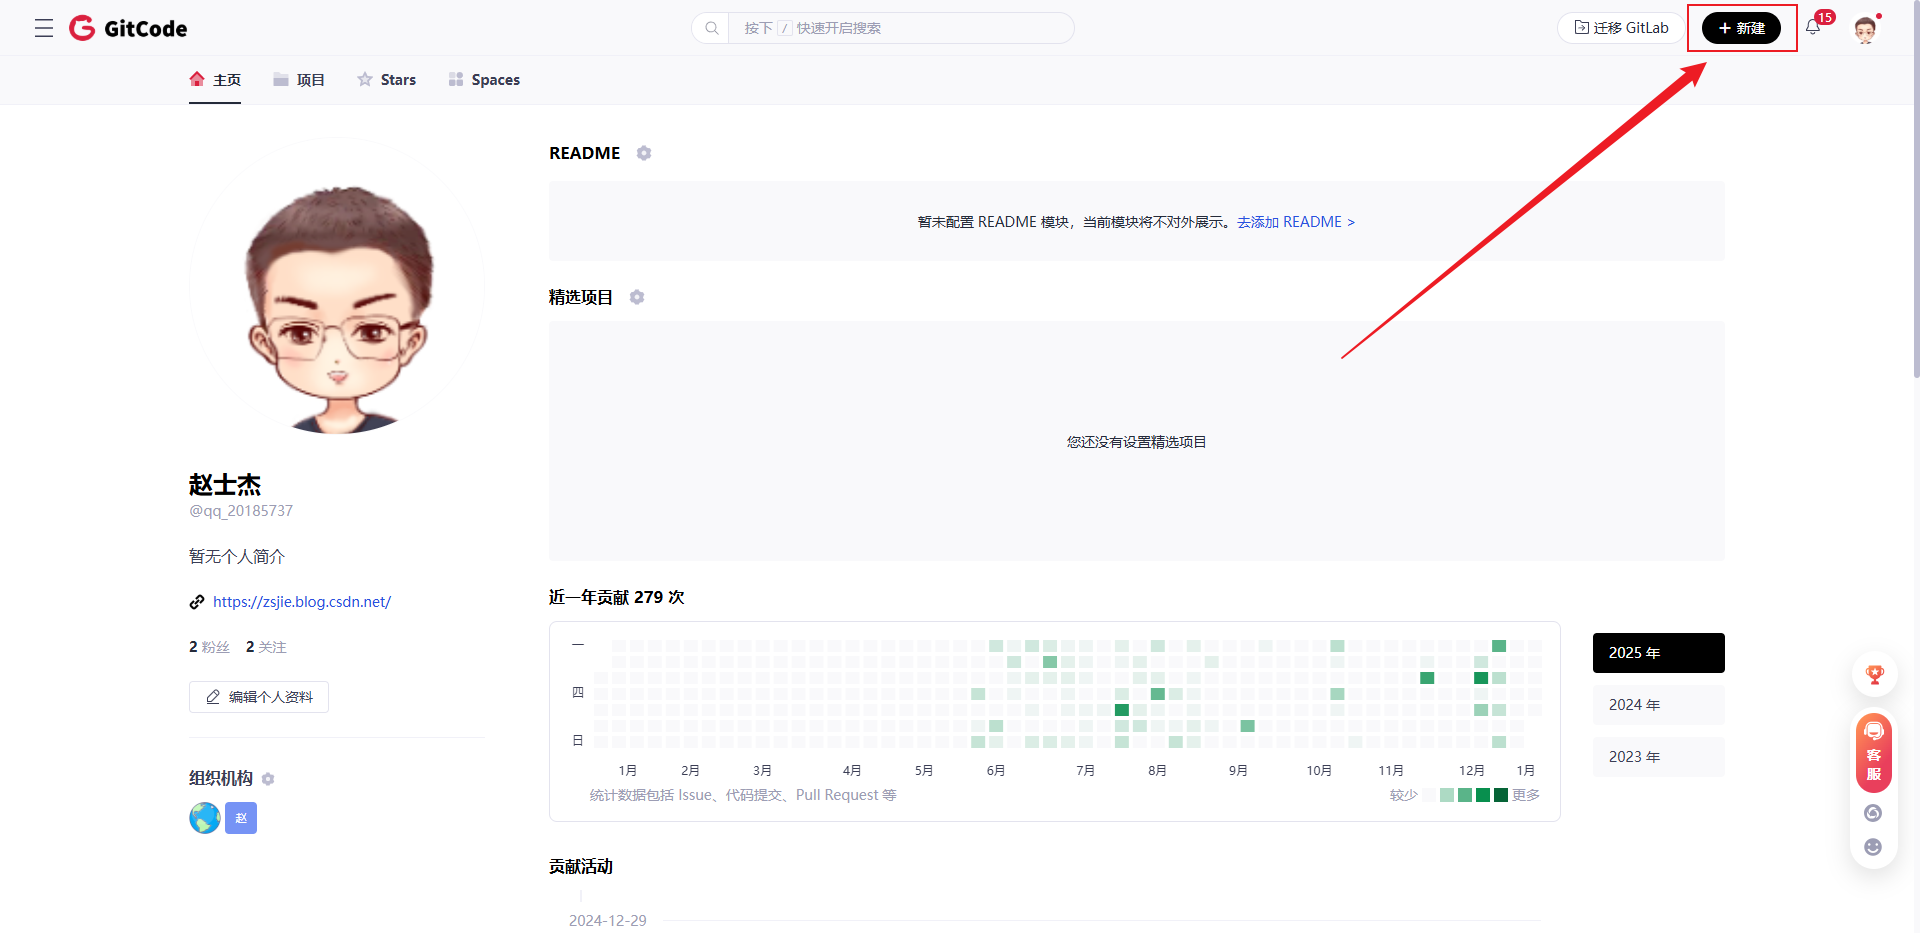 GitCode
按下 / 快速开启搜索
迁移 GitLab
新建
15
主页
项目
Stars
Spaces
README
暂未配置 README 模块，当前模块将不对外展示。去添加 README >
精选项目
您还没有设置精选项目
赵士杰
@qq_20185737
暂无个人简介
https://zsjie.blog.csdn.net/
2 粉丝 2 关注
编辑个人资料
组织机构
赵
近一年贡献 279 次
一
四
日
1月 2月 3月 4月 5月 6月 7月 8月 9月 10月 11月 12月 1月
统计数据包括 Issue、代码提交、Pull Request 等
较少 更多
2025 年
2024 年
2023 年
贡献活动
2024-12-29
客服